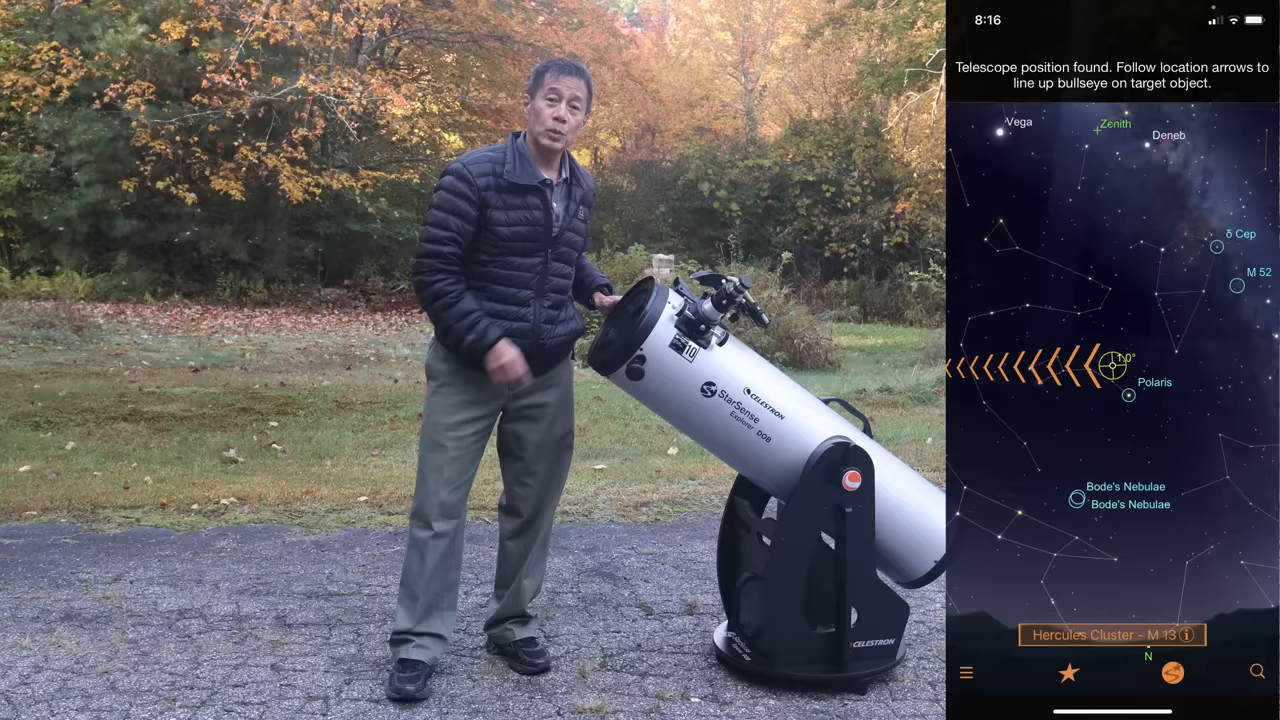 8:16
Telescope position found. Follow location arrows to
line up bullseye on target object.
Vega
Zenith
Deneb
δ Cep
M 52
1.0°
Polaris
Bode's Nebulae
Bode's Nebulae
Hercules Cluster - M 13
N
10
CELESTRON
StarSense
Explorer DOB
CELESTRON